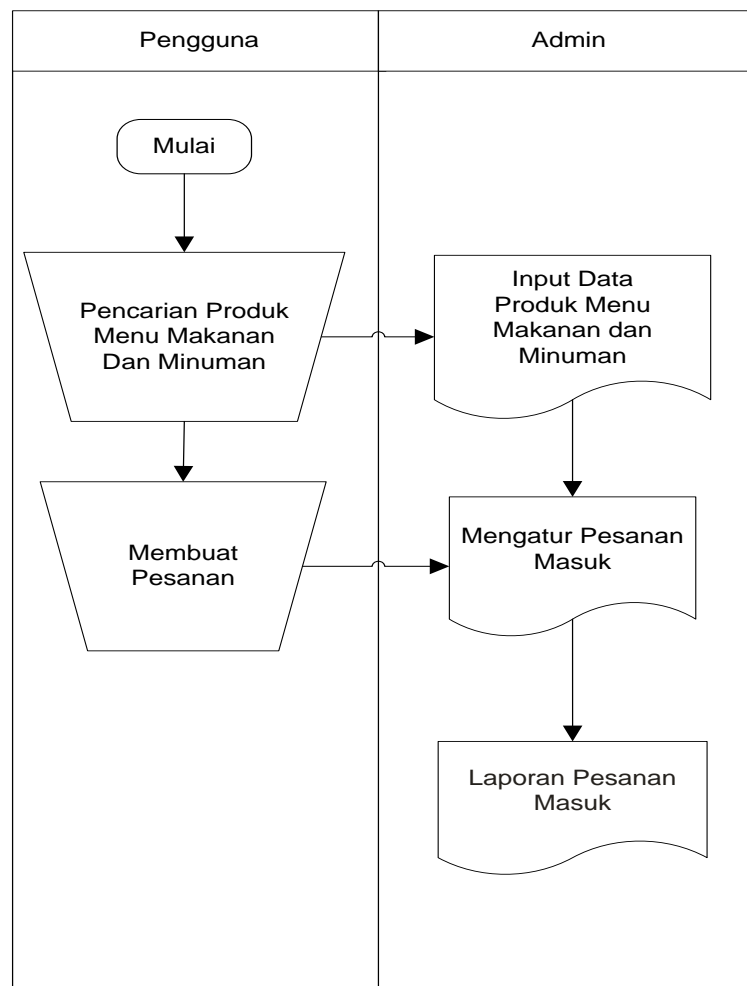 Pengguna
Admin
Mulai
Pencarian Produk
Menu Makanan
Dan Minuman
Input Data
Produk Menu
Makanan dan
Minuman
Membuat
Pesanan
Mengatur Pesanan
Masuk
Laporan Pesanan
Masuk